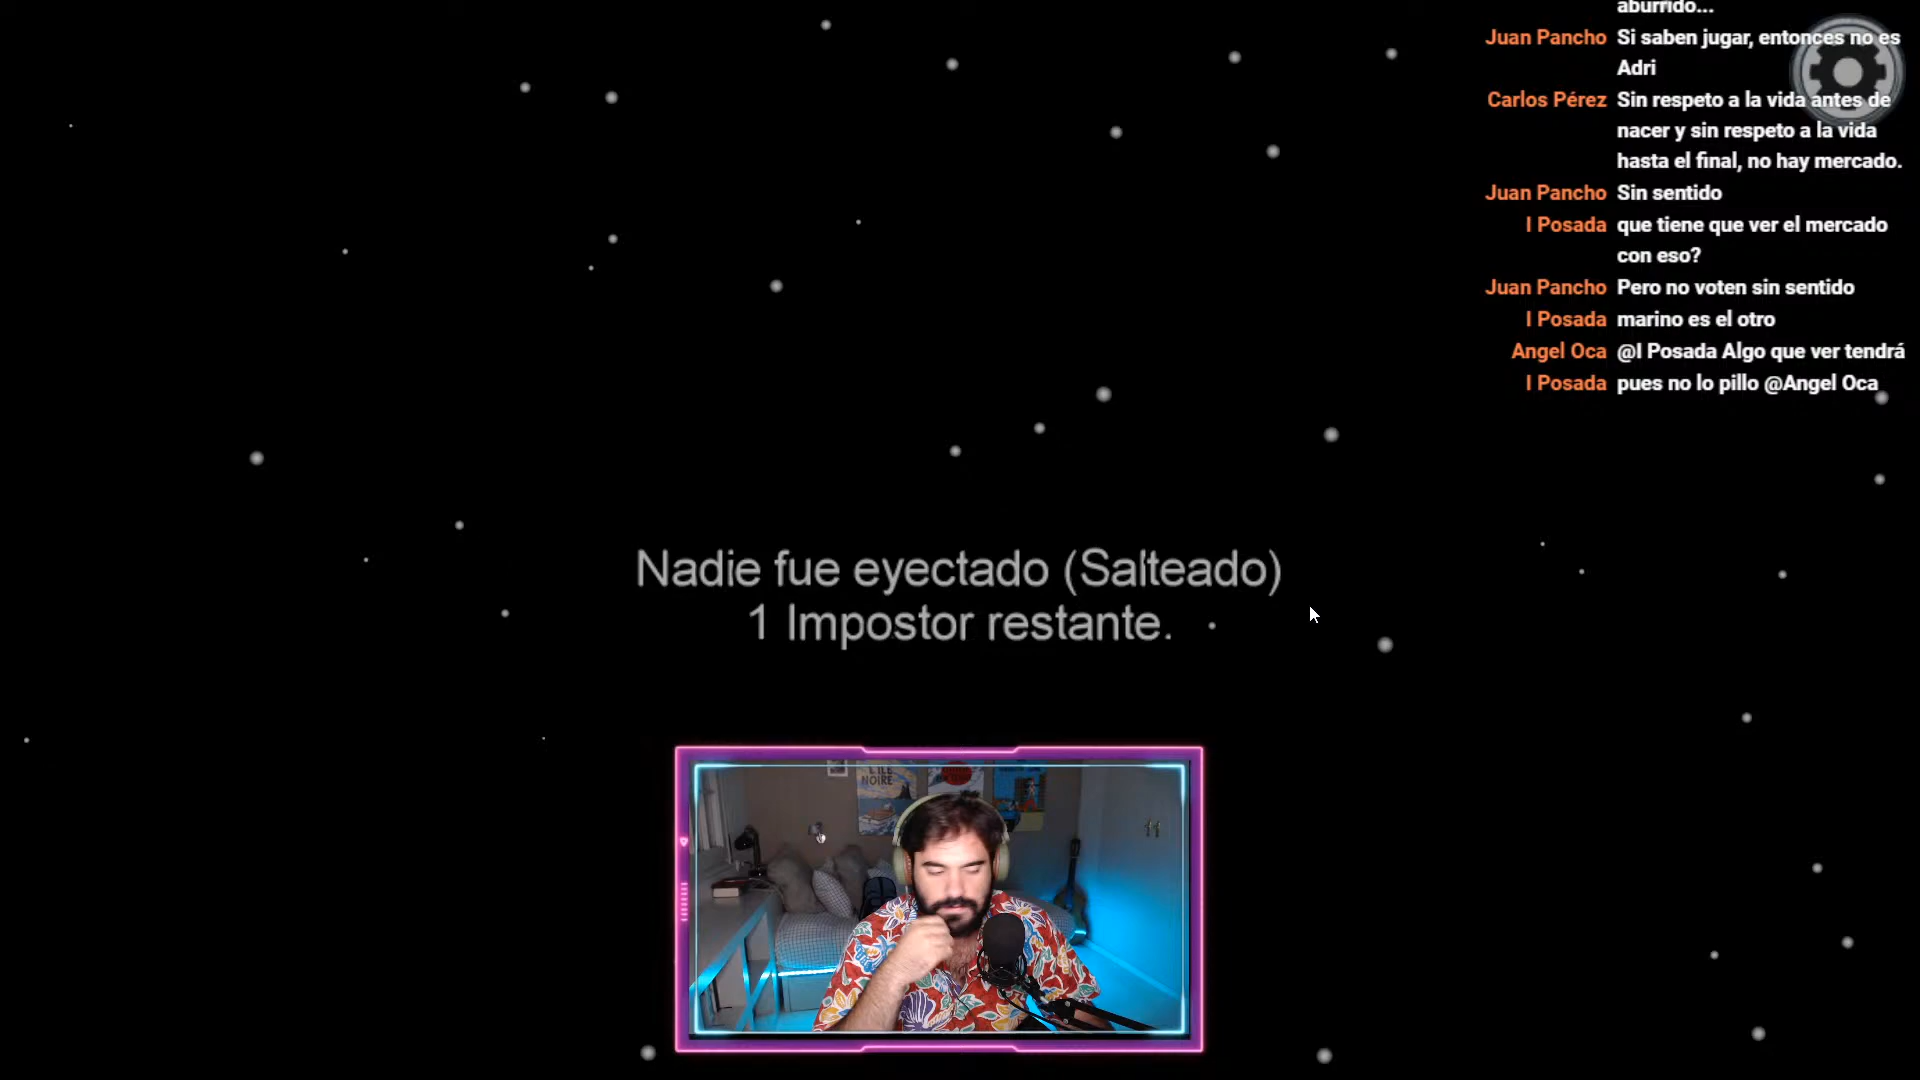 aburrido...
Juan Pancho Si saben jugar, entonces no es
Adri
Carlos Pérez Sin respeto a la vida antes de
nacer y sin respeto a la vida
hasta el final, no hay mercado.
Juan Pancho Sin sentido
I Posada que tiene que ver el mercado
con eso?
Juan Pancho Pero no voten sin sentido
I Posada marino es el otro
Angel Oca @I Posada Algo que ver tendrá
I Posada pues no lo pillo @Angel Oca
Nadie fue eyectado (Salteado)
1 Impostor restante.
L'ÎLE
NOIRE